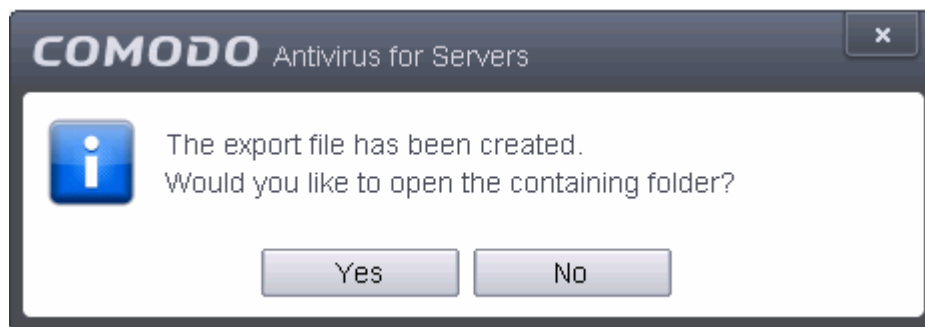 COMODO Antivirus for Servers
The export file has been created.
Would you like to open the containing folder?
Yes No